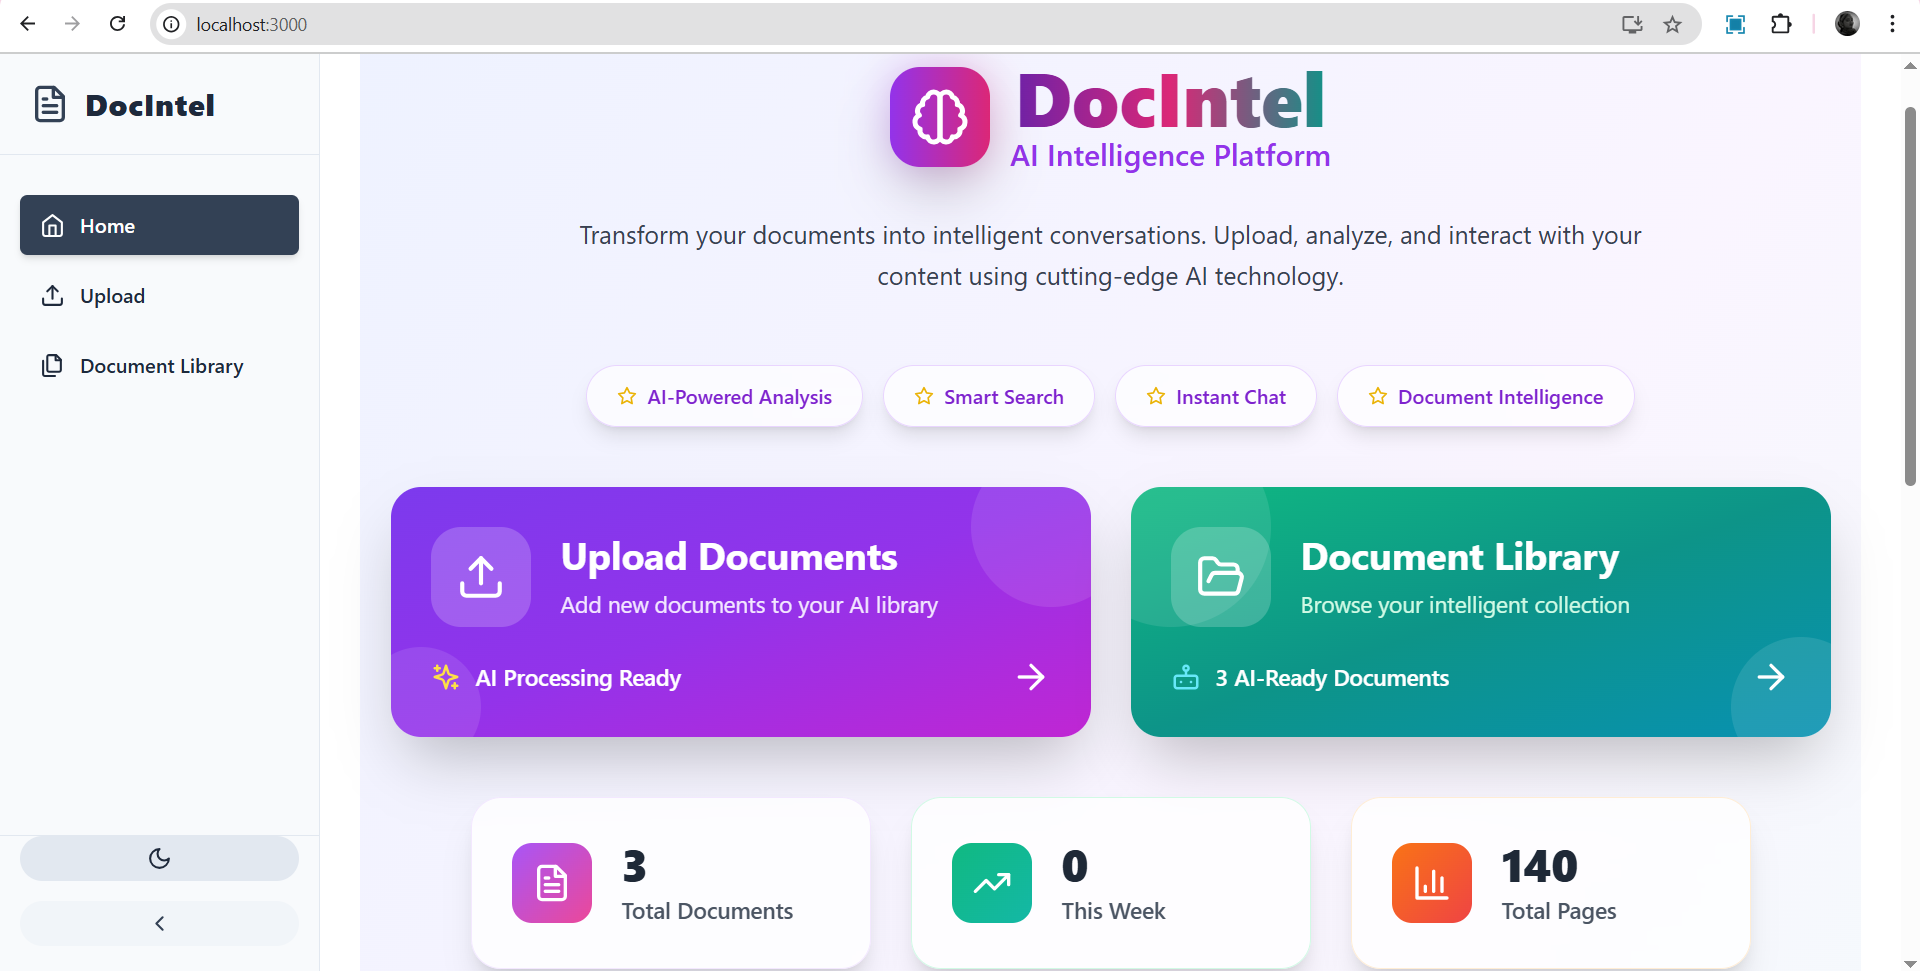 localhost:3000
DocIntel
Home
Upload
Document Library
DocIntel
AI Intelligence Platform
Transform your documents into intelligent conversations. Upload, analyze, and interact with your
content using cutting-edge AI technology.
AI-Powered Analysis
Smart Search
Instant Chat
Document Intelligence
Upload Documents
Add new documents to your AI library
AI Processing Ready
Document Library
Browse your intelligent collection
3 AI-Ready Documents
3
Total Documents
0
This Week
140
Total Pages